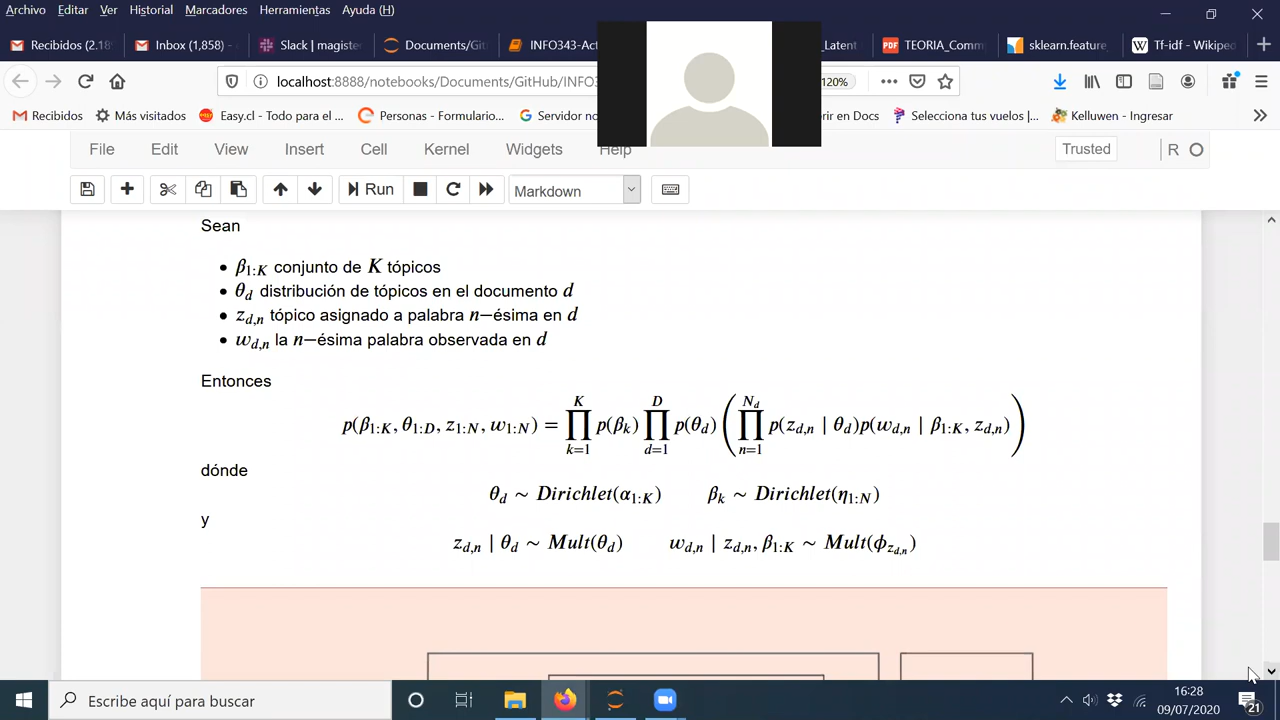 Archivo Editar Ver Historial Marcadores Herramientas Ayuda (H)
Recibidos (2.18 Inbox (1,858) - Slack | magiste Documents/Git INFO343-Act _Latent TEORIA_Comm sklearn.feature_ Tf-idf - Wikiped
localhost:8888/notebooks/Documents/GitHub/INFO3 120%
Recibidos Más visitados Easy.cl - Todo para el ... Personas - Formulario... Servidor no rir en Docs Selecciona tus vuelos |... Kelluwen - Ingresar
File Edit View Insert Cell Kernel Widgets Help Trusted R
Run Markdown
Sean
• β1:K conjunto de K tópicos
• θd distribución de tópicos en el documento d
• zd,n tópico asignado a palabra n−ésima en d
• wd,n la n−ésima palabra observada en d
Entonces
p(β1:K, θ1:D, z1:N, w1:N) = ∏_{k=1}^{K} p(βk) ∏_{d=1}^{D} p(θd) ( ∏_{n=1}^{Nd} p(zd,n | θd)p(wd,n | β1:K, zd,n) )
dónde
θd ∼ Dirichlet(α1:K) βk ∼ Dirichlet(η1:N)
y
zd,n | θd ∼ Mult(θd) wd,n | zd,n, β1:K ∼ Mult(ϕzd,n)
Escribe aquí para buscar
16:28
09/07/2020
21